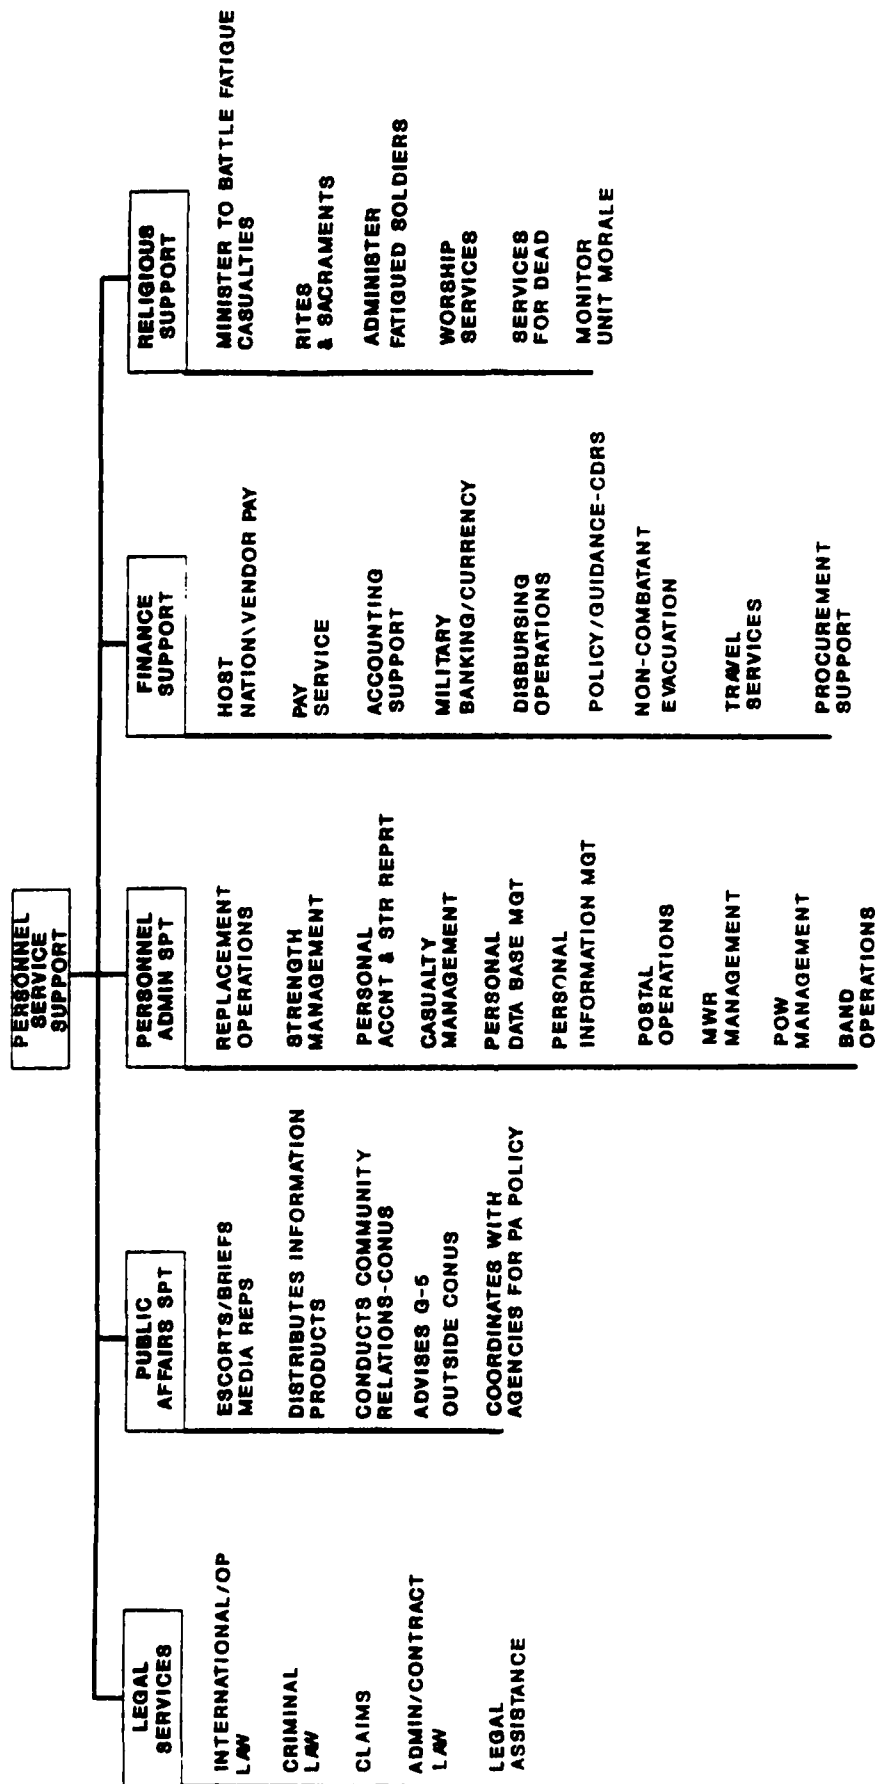 PERSONNEL
SERVICE
SUPPORT
LEGAL
SERVICES
INTERNATIONAL/OP
LAW
CRIMINAL
LAW
CLAIMS
ADMIN/CONTRACT
LAW
LEGAL
ASSISTANCE
PUBLIC
AFFAIRS SPT
ESCORTS/BRIEFS
MEDIA REPS
DISTRIBUTES INFORMATION
PRODUCTS
CONDUCTS COMMUNITY
RELATIONS-CONUS
ADVISES G-5
OUTSIDE CONUS
COORDINATES WITH
AGENCIES FOR PA POLICY
PERSONNEL
ADMIN SPT
REPLACEMENT
OPERATIONS
STRENGTH
MANAGEMENT
PERSONAL
ACCNT & STR REPRT
CASUALTY
MANAGEMENT
PERSONAL
DATA BASE MGT
PERSONAL
INFORMATION MGT
POSTAL
OPERATIONS
MWR
MANAGEMENT
POW
MANAGEMENT
BAND
OPERATIONS
FINANCE
SUPPORT
HOST
NATION\VENDOR PAY
PAY
SERVICE
ACCOUNTING
SUPPORT
MILITARY
BANKING/CURRENCY
DISBURSING
OPERATIONS
POLICY/GUIDANCE-CDRS
NON-COMBATANT
EVACUATION
TRAVEL
SERVICES
PROCUREMENT
SUPPORT
RELIGIOUS
SUPPORT
MINISTER TO BATTLE FATIGUE
CASUALTIES
RITES
& SACRAMENTS
ADMINISTER
FATIGUED SOLDIERS
WORSHIP
SERVICES
SERVICES
FOR DEAD
MONITOR
UNIT MORALE